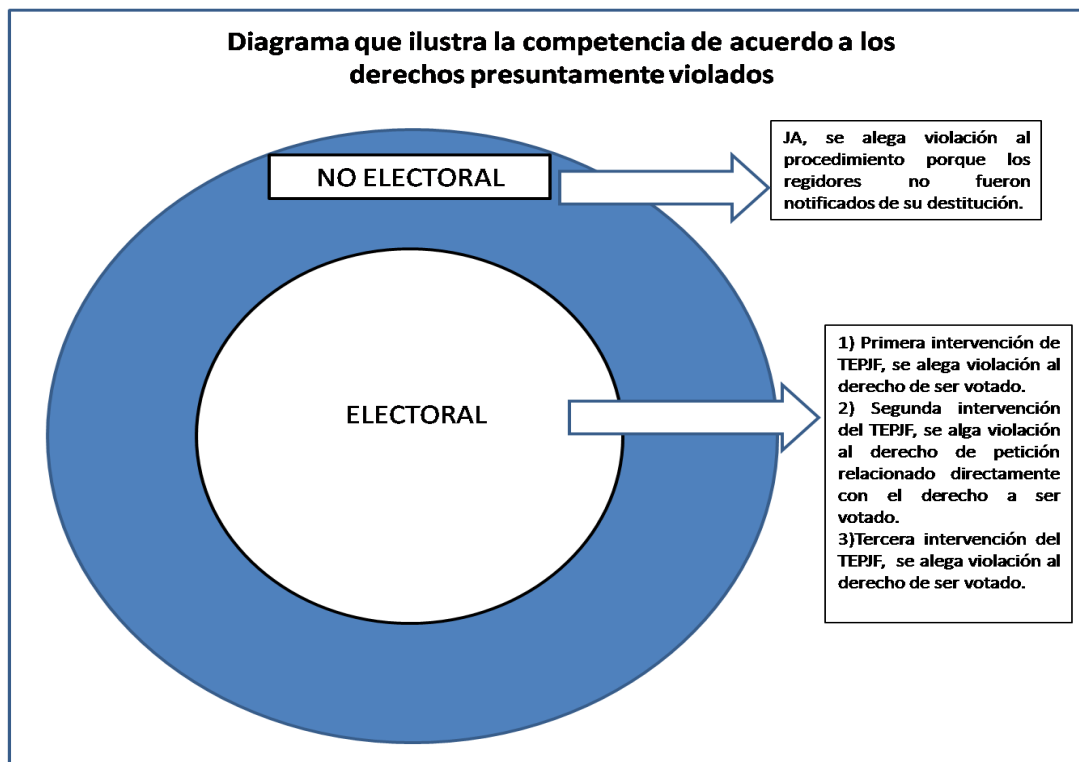 Diagrama que ilustra la competencia de acuerdo a los
derechos presuntamente violados
NO ELECTORAL
JA, se alega violación al
procedimiento porque los
regidores no fueron
notificados de su destitución.
ELECTORAL
1) Primera intervención de
TEPJF, se alega violación al
derecho de ser votado.
2) Segunda intervención
del TEPJF, se alga violación
al derecho de petición
relacionado directamente
con el derecho a ser
votado.
3)Tercera intervención del
TEPJF, se alega violación al
derecho de ser votado.